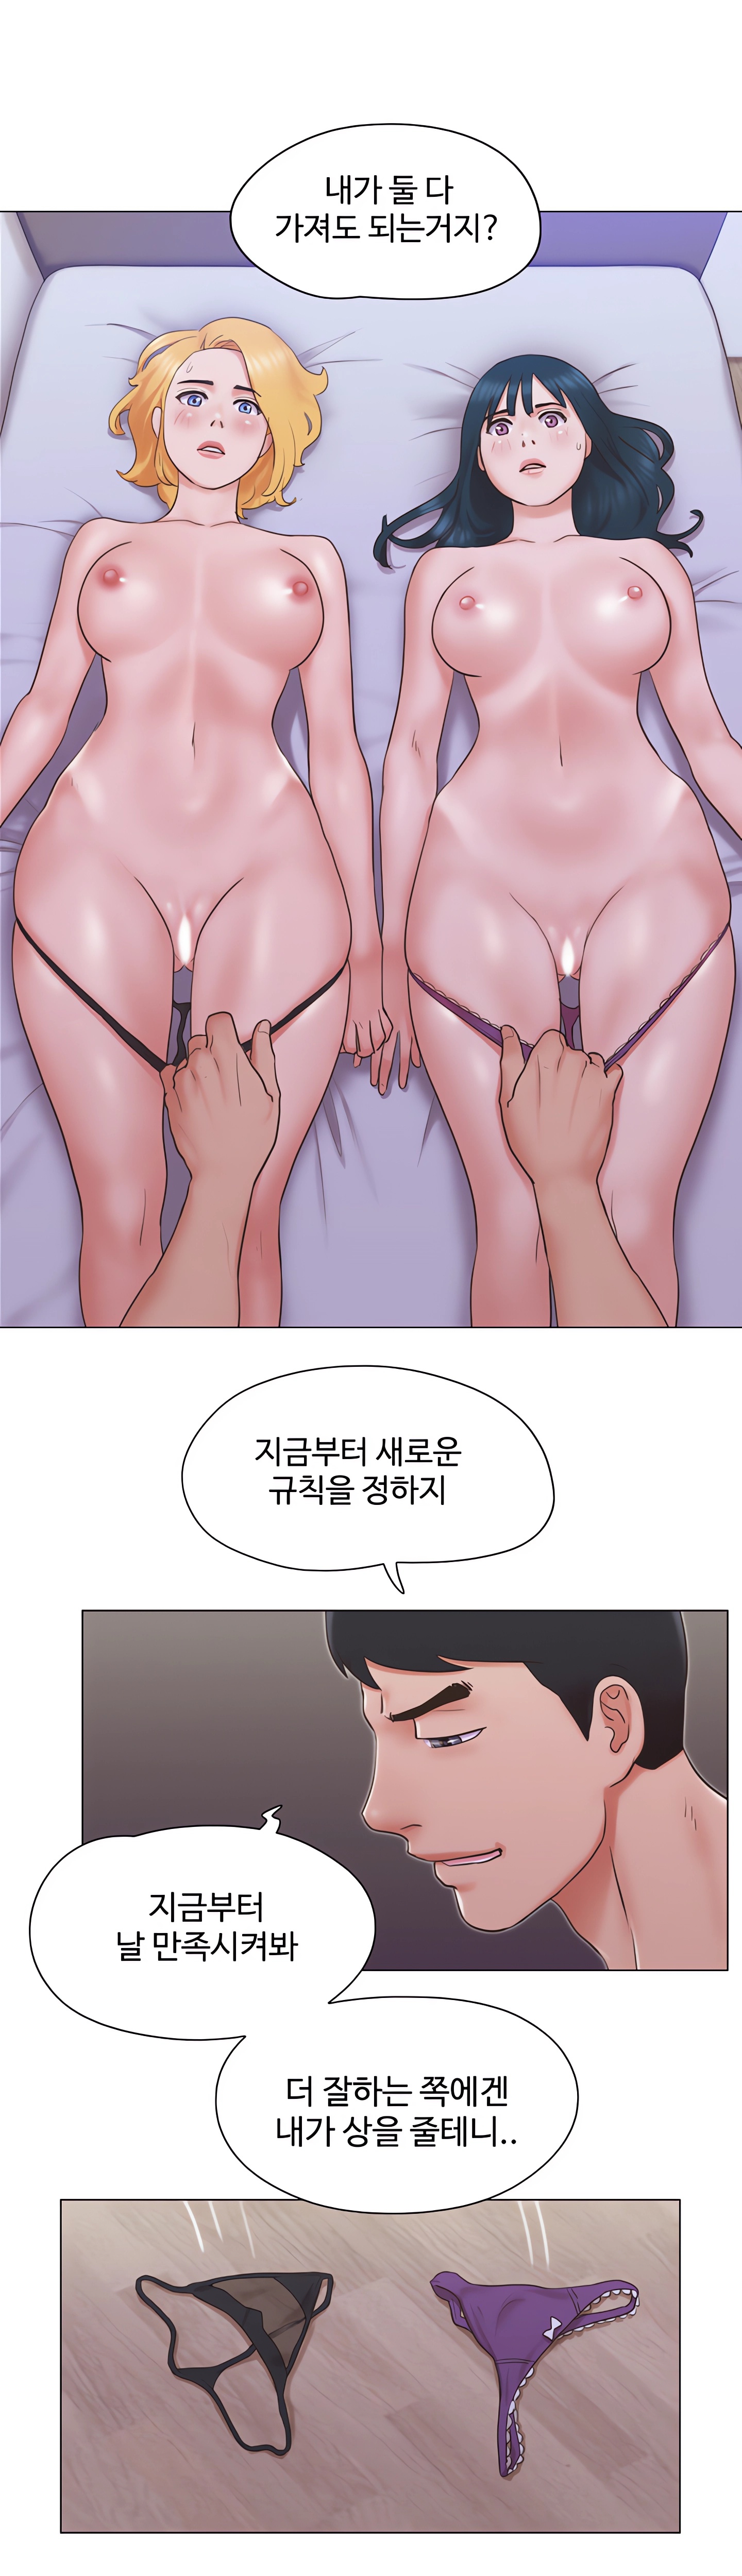 내가 둘 다
가져도 되는거지?
지금부터 새로운
규칙을 정하지
지금부터
날 만족시켜봐
더 잘하는 쪽에겐
내가 상을 줄테니..